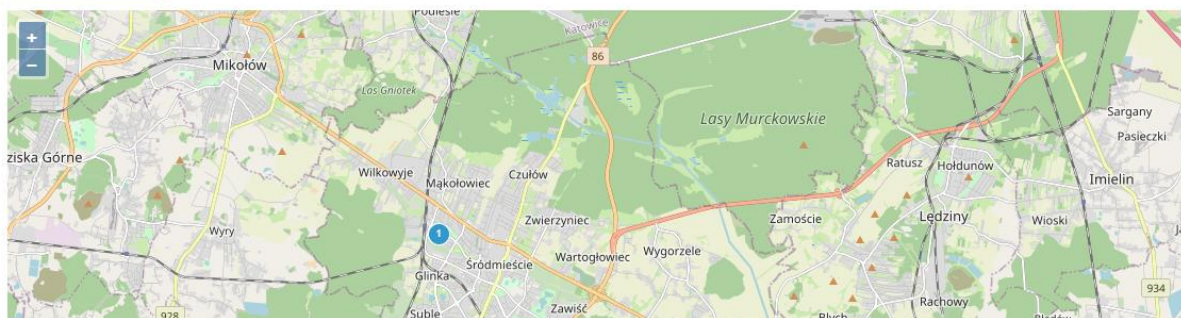 Podlesie
Katowice
+
−
86
Mikołów
Las Gniotek
Lasy Murckowskie
Sargany
Pasieczki
ziska Górne
Wilkowyje
Mąkołowiec
Czułów
Ratusz
Hołdunów
Imielin
Zwierzyniec
Zamoście
Lędziny
Wioski
Wyry
1
Wartogłowiec
Wygorzele
Glinka
Śródmieście
Rachowy
934
928
Suble
Zawiść